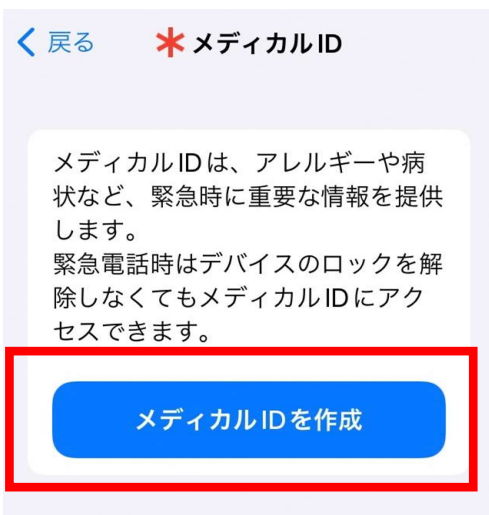 戻る
メディカルID
メディカルIDは、アレルギーや病
状など、緊急時に重要な情報を提供
します。
緊急電話時はデバイスのロックを解
除しなくてもメディカルIDにアク
セスできます。
メディカルIDを作成